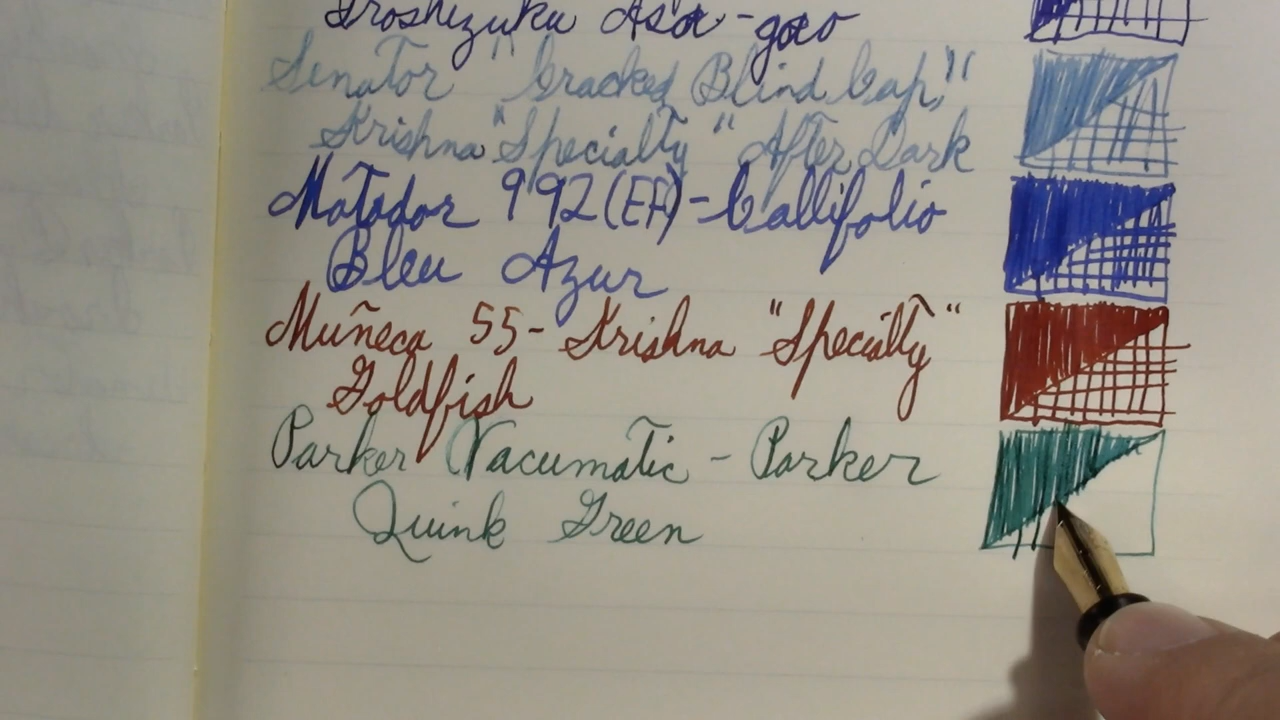 Iroshizuku Asa-gao
Senator "Cracked Blind Cap"
Krishna "Specialty" After Dark
Matador 992 (EF) - Callifolio
Bleu Azur
Muñeca 55 - Krishna "Specialty"
Goldfish
Parker Vacumatic - Parker
Quink Green